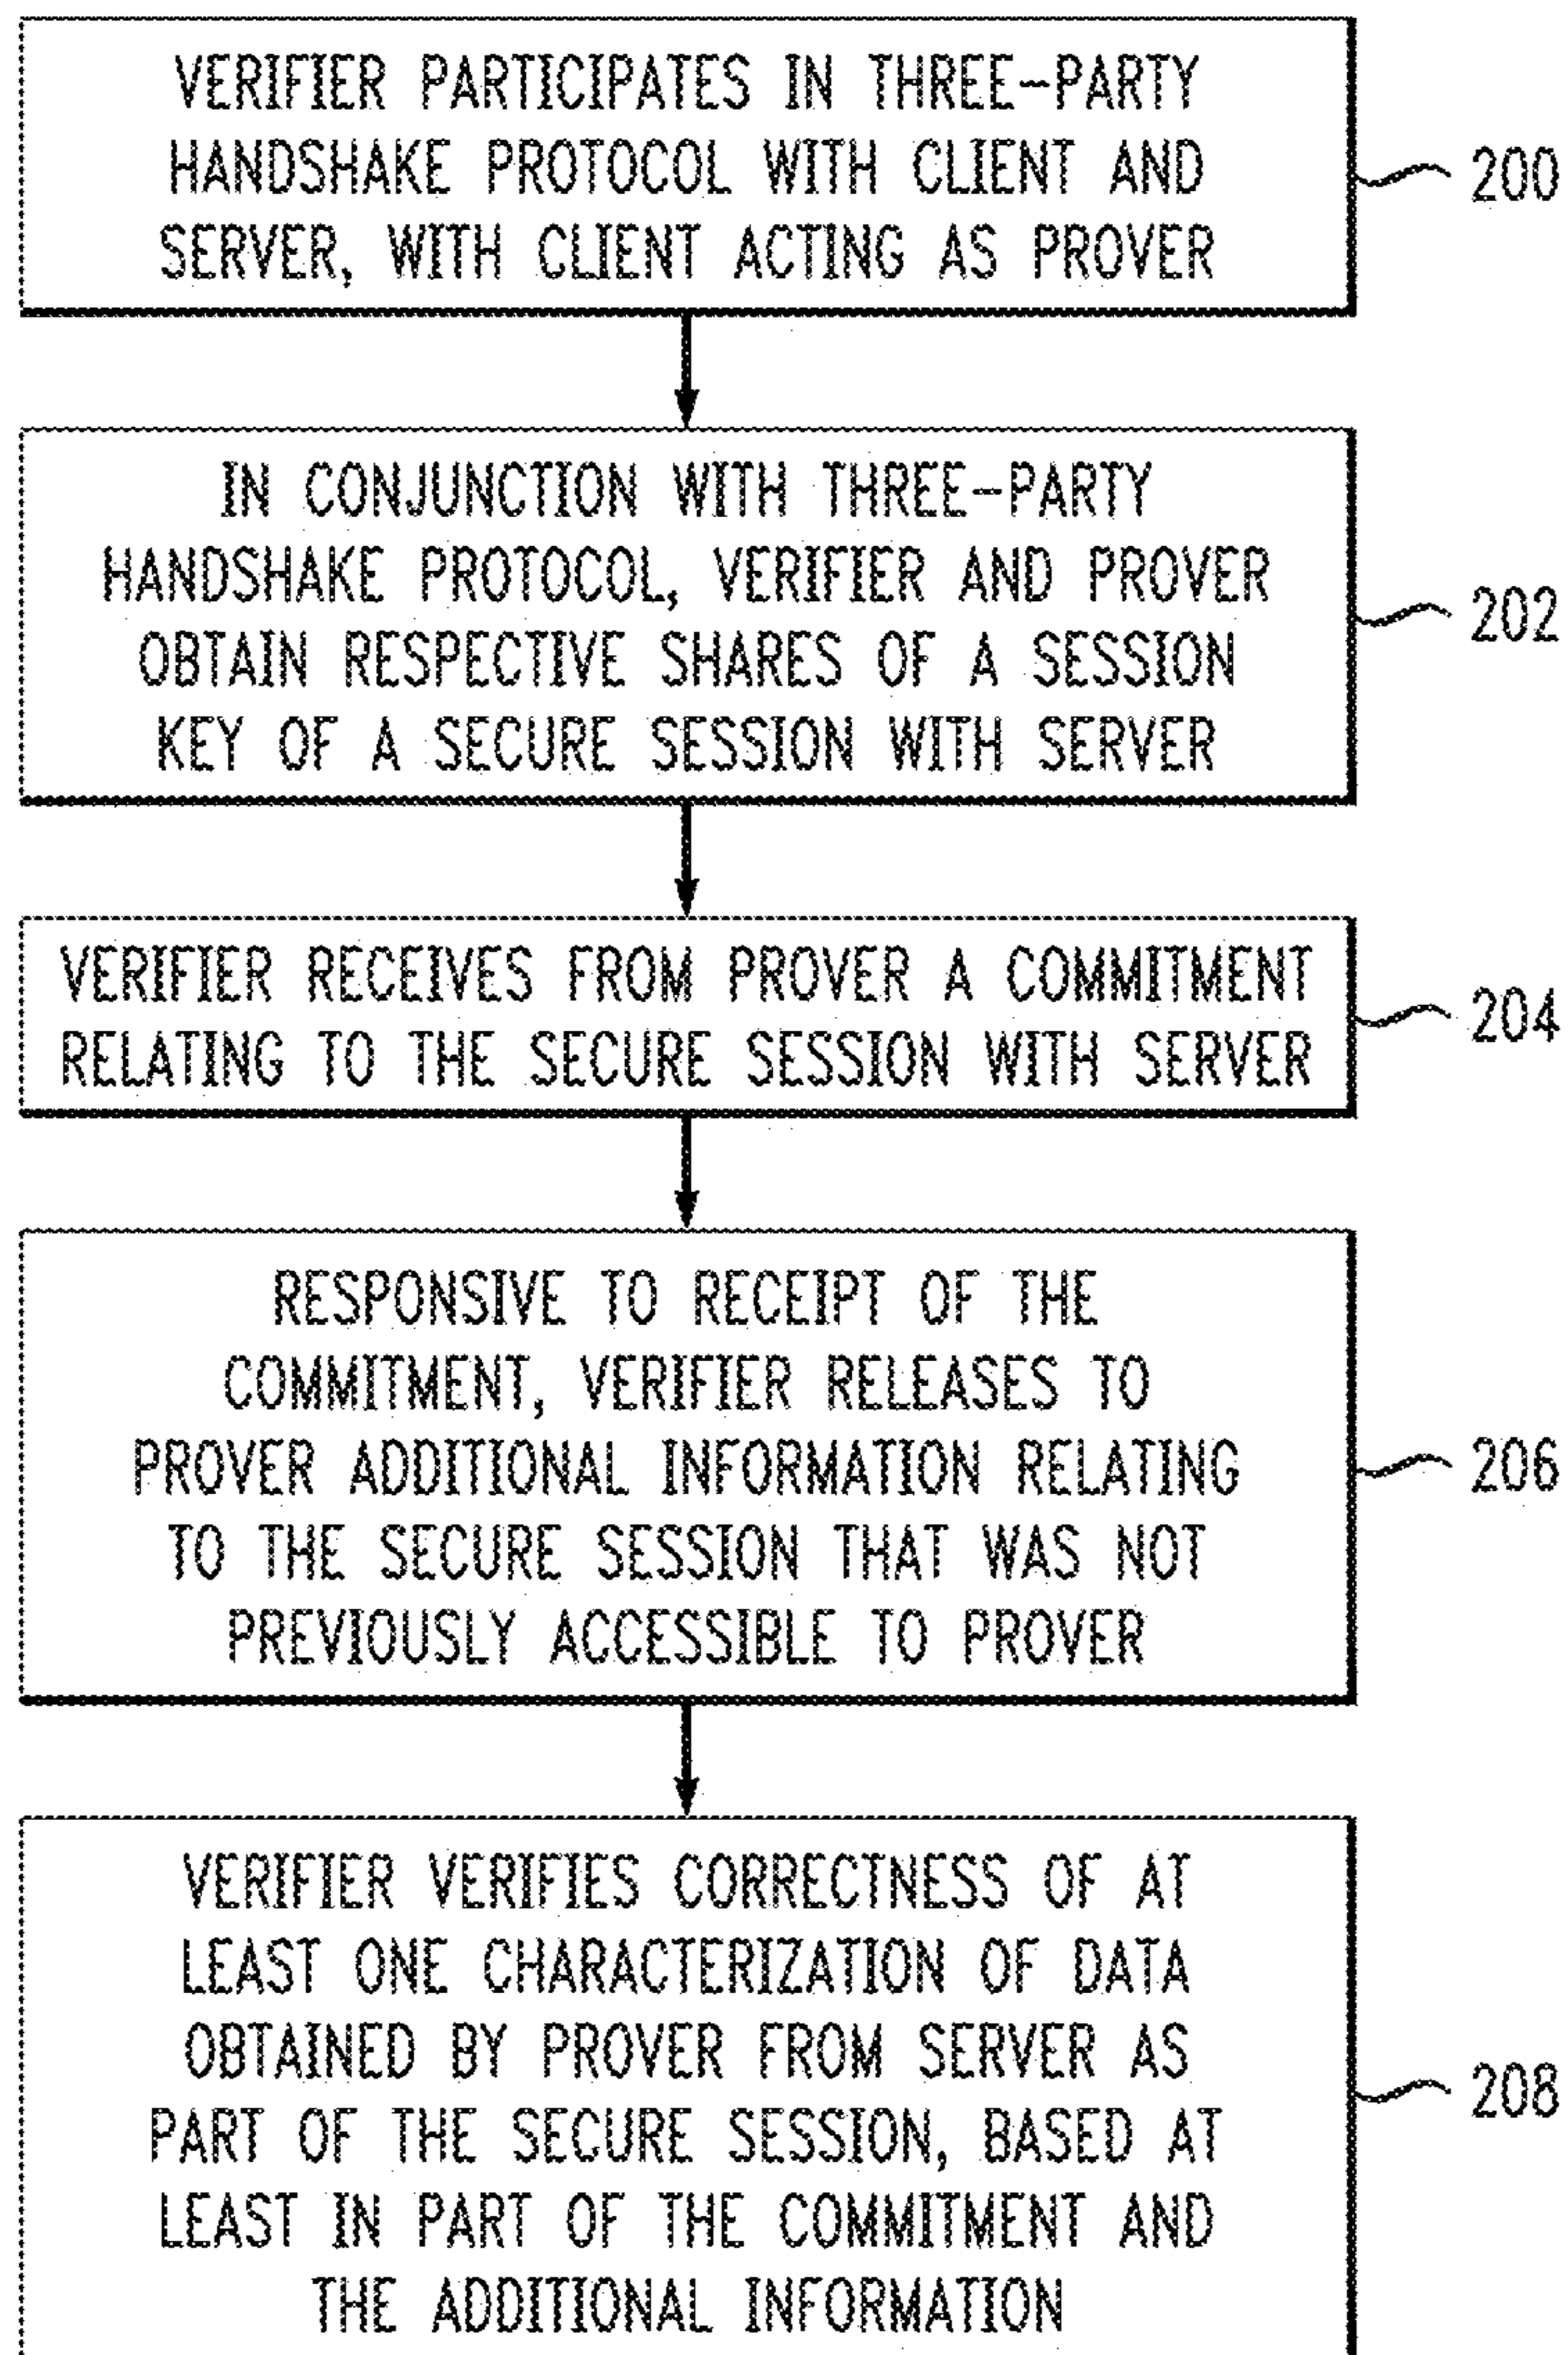 VERIFIER PARTICIPATES IN THREE-PARTY
HANDSHAKE PROTOCOL WITH CLIENT AND
SERVER, WITH CLIENT ACTING AS PROVER
200
IN CONJUNCTION WITH THREE-PARTY
HANDSHAKE PROTOCOL, VERIFIER AND PROVER
OBTAIN RESPECTIVE SHARES OF A SESSION
KEY OF A SECURE SESSION WITH SERVER
202
VERIFIER RECEIVES FROM PROVER A COMMITMENT
RELATING TO THE SECURE SESSION WITH SERVER
204
RESPONSIVE TO RECEIPT OF THE
COMMITMENT, VERIFIER RELEASES TO
PROVER ADDITIONAL INFORMATION RELATING
TO THE SECURE SESSION THAT WAS NOT
PREVIOUSLY ACCESSIBLE TO PROVER
206
VERIFIER VERIFIES CORRECTNESS OF AT
LEAST ONE CHARACTERIZATION OF DATA
OBTAINED BY PROVER FROM SERVER AS
PART OF THE SECURE SESSION, BASED AT
LEAST IN PART OF THE COMMITMENT AND
THE ADDITIONAL INFORMATION
208